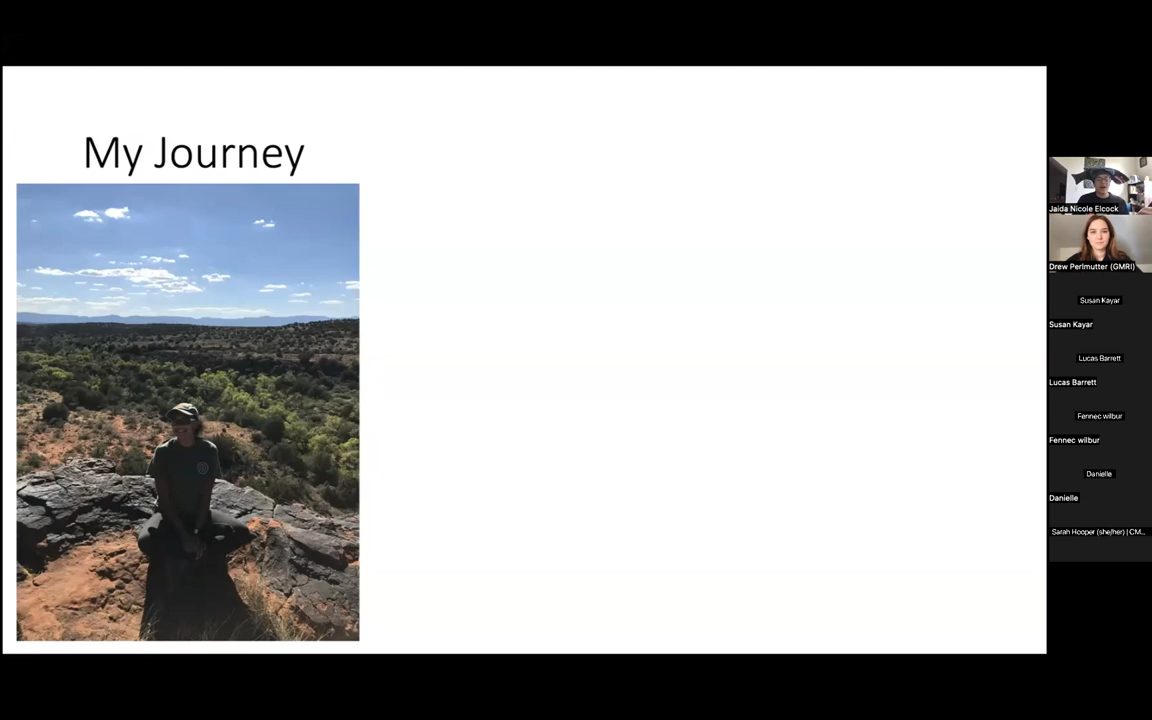 My Journey
Jaida Nicole Elcock
Drew Perlmutter (GMRI)
Susan Kayar
Susan Kayar
Lucas Barrett
Lucas Barrett
Fennec wilbur
Fennec wilbur
Danielle
Danielle
Sarah Hooper (she/her) | CM...